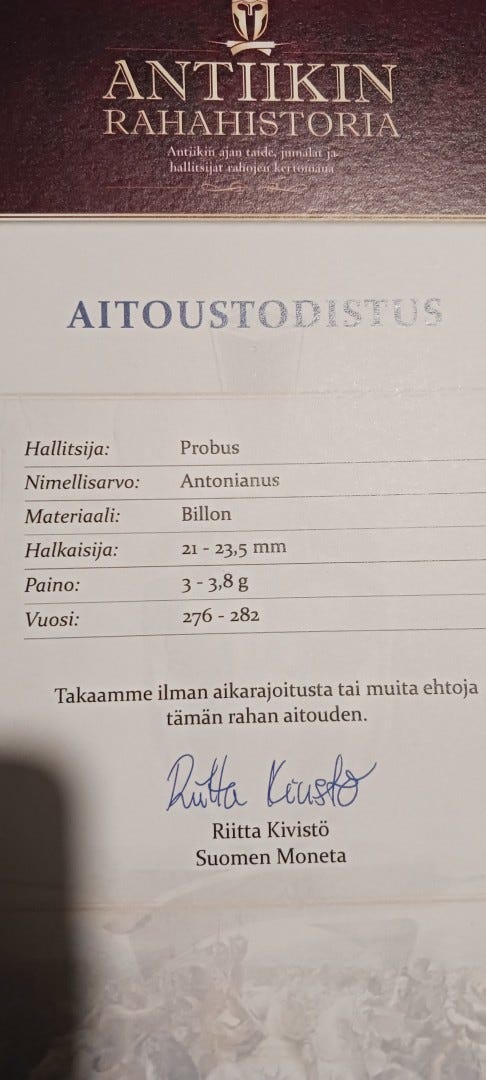 ANTIIKIN
RAHAHISTORIA
Antiikin ajan taide, jumalat ja
hallitsijat rahojen kertomana
AITOUSTODISTUS
Hallitsija: Probus
Nimellisarvo: Antonianus
Materiaali: Billon
Halkaisija: 21 - 23,5 mm
Paino: 3 - 3,8 g
Vuosi: 276 - 282
Takaamme ilman aikarajoitusta tai muita ehtoja
tämän rahan aitouden.
Riitta Kivistö
Riitta Kivistö
Suomen Moneta